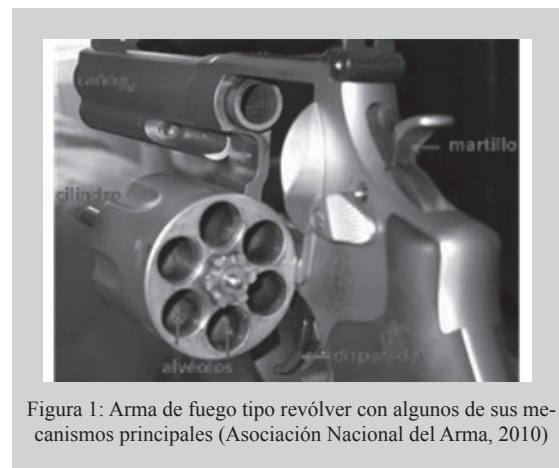 cañón
martillo
cilindro
alvéolos
disparador
Figura 1: Arma de fuego tipo revólver con algunos de sus me-
canismos principales (Asociación Nacional del Arma, 2010)